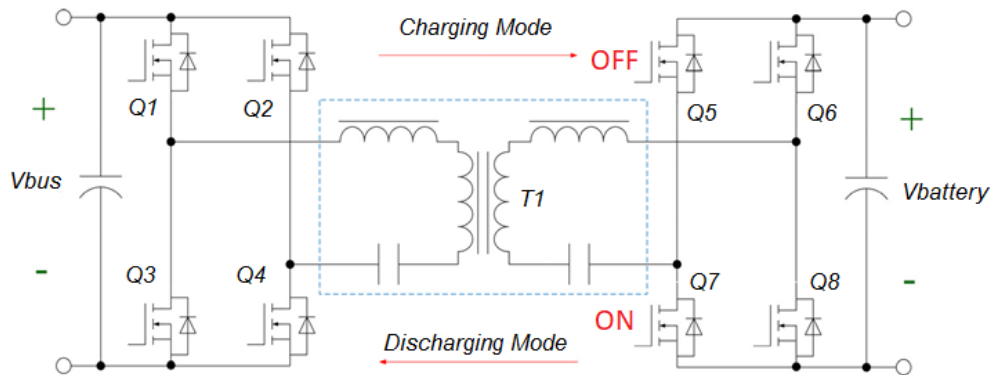 Charging Mode
OFF
Q1
Q2
Q5
Q6
+
+
Vbus
T1
Vbattery
Q3
Q4
Q7
Q8
-
-
ON
Discharging Mode